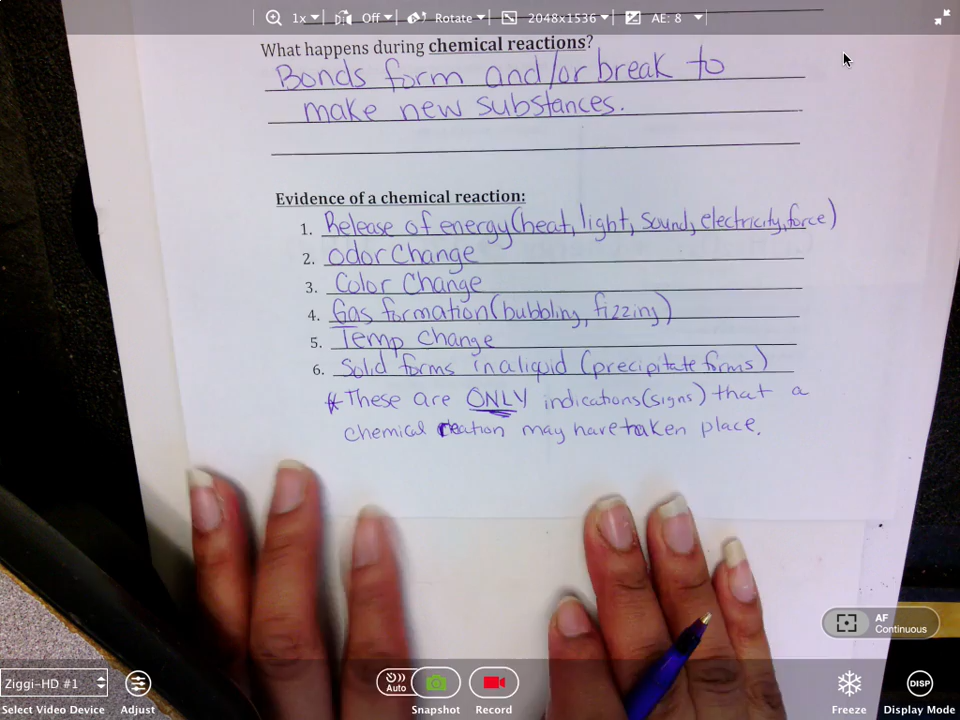 1x Off Rotate 2048x1536 AE: 8
What happens during chemical reactions?
Bonds form and/or break to
make new substances.
Evidence of a chemical reaction:
1. Release of energy (heat, light, sound, electricity, force)
2. Odor Change
3. Color Change
4. Gas formation (bubbling, fizzing)
5. Temp Change
6. Solid forms in a liquid (precipitate forms)
*These are ONLY indications (signs) that a
chemical reation may have taken place.
AF
Continuous
Ziggi-HD #1
Auto
DISP
Select Video Device Adjust Snapshot Record Freeze Display Mode